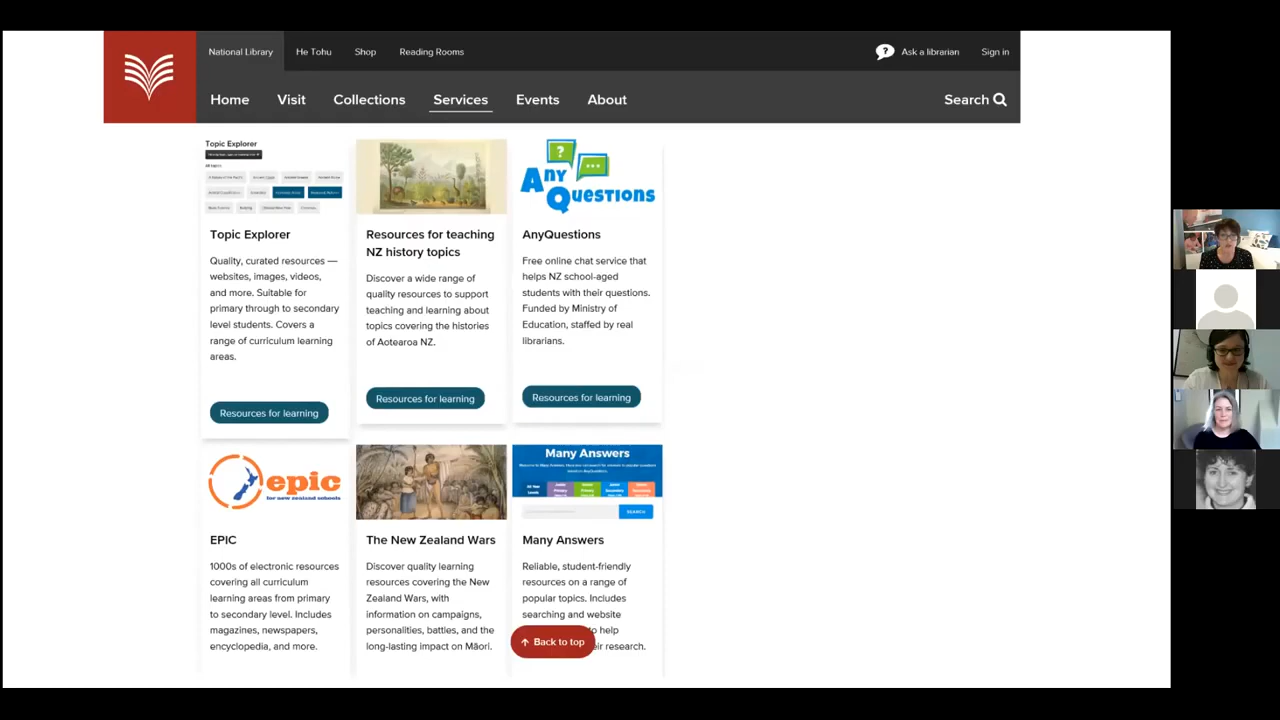 National Library
He Tohu
Shop
Reading Rooms
Ask a librarian
Sign in
Home
Visit
Collections
Services
Events
About
Search
Topic Explorer
Topic Explorer
Quality, curated resources —
websites, images, videos,
and more. Suitable for
primary through to secondary
level students. Covers a
range of curriculum learning
areas.
Resources for learning
Resources for teaching
NZ history topics
Discover a wide range of
quality resources to support
teaching and learning about
topics covering the histories
of Aotearoa NZ.
Resources for learning
Any
Questions
AnyQuestions
Free online chat service that
helps NZ school-aged
students with their questions.
Funded by Ministry of
Education, staffed by real
librarians.
Resources for learning
epic
for new zealand schools
EPIC
1000s of electronic resources
covering all curriculum
learning areas from primary
to secondary level. Includes
magazines, newspapers,
encyclopedia, and more.
The New Zealand Wars
Discover quality learning
resources covering the New
Zealand Wars, with
information on campaigns,
personalities, battles, and the
long-lasting impact on Māori.
Many Answers
SEARCH
Many Answers
Reliable, student-friendly
resources on a range of
popular topics. Includes
searching and website
to help
eir research.
Back to top